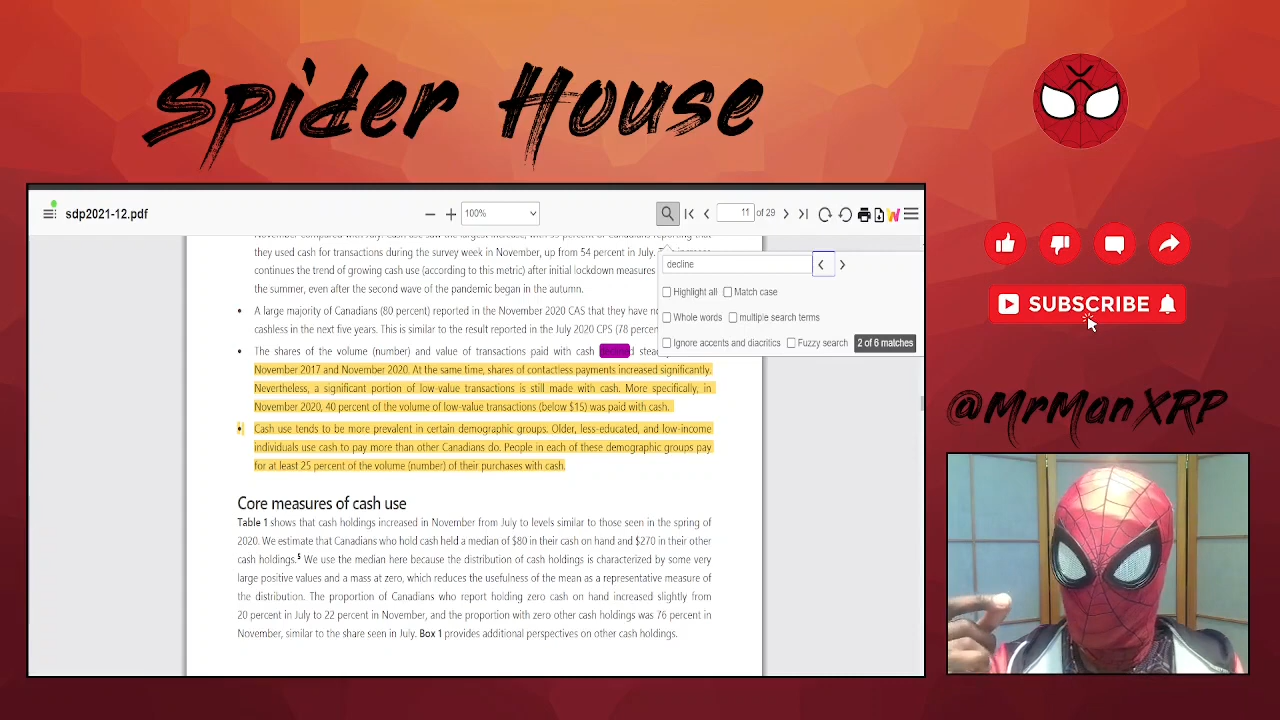 Spider House
sdp2021-12.pdf
100%
11 of 29
November compared with July. Cash use saw the largest increase, with
they used cash for transactions during the survey week in November, up from 54 percent in July.
continues the trend of growing cash use (according to this metric) after initial lockdown measures
the summer, even after the second wave of the pandemic began in the autumn.
decline
Highlight all Match case
Whole words multiple search terms
Ignore accents and diacritics Fuzzy search 2 of 6 matches
• A large majority of Canadians (80 percent) reported in the November 2020 CAS that they have
cashless in the next five years. This is similar to the result reported in the July 2020 CPS (78 percent
• The shares of the volume (number) and value of transactions paid with cash
November 2017 and November 2020. At the same time, shares of contactless payments increased significantly.
Nevertheless, a significant portion of low-value transactions is still made with cash. More specifically, in
November 2020, 40 percent of the volume of low-value transactions (below $15) was paid with cash.
• Cash use tends to be more prevalent in certain demographic groups. Older, less-educated, and low-income
individuals use cash to pay more than other Canadians do. People in each of these demographic groups pay
for at least 25 percent of the volume (number) of their purchases with cash.
Core measures of cash use
Table 1 shows that cash holdings increased in November from July to levels similar to those seen in the spring of
2020. We estimate that Canadians who hold cash held a median of $80 in their cash on hand and $270 in their other
cash holdings.5 We use the median here because the distribution of cash holdings is characterized by some very
large positive values and a mass at zero, which reduces the usefulness of the mean as a representative measure of
the distribution. The proportion of Canadians who report holding zero cash on hand increased slightly from
20 percent in July to 22 percent in November, and the proportion with zero other cash holdings was 76 percent in
November, similar to the share seen in July. Box 1 provides additional perspectives on other cash holdings.
SUBSCRIBE
@MrManXRP